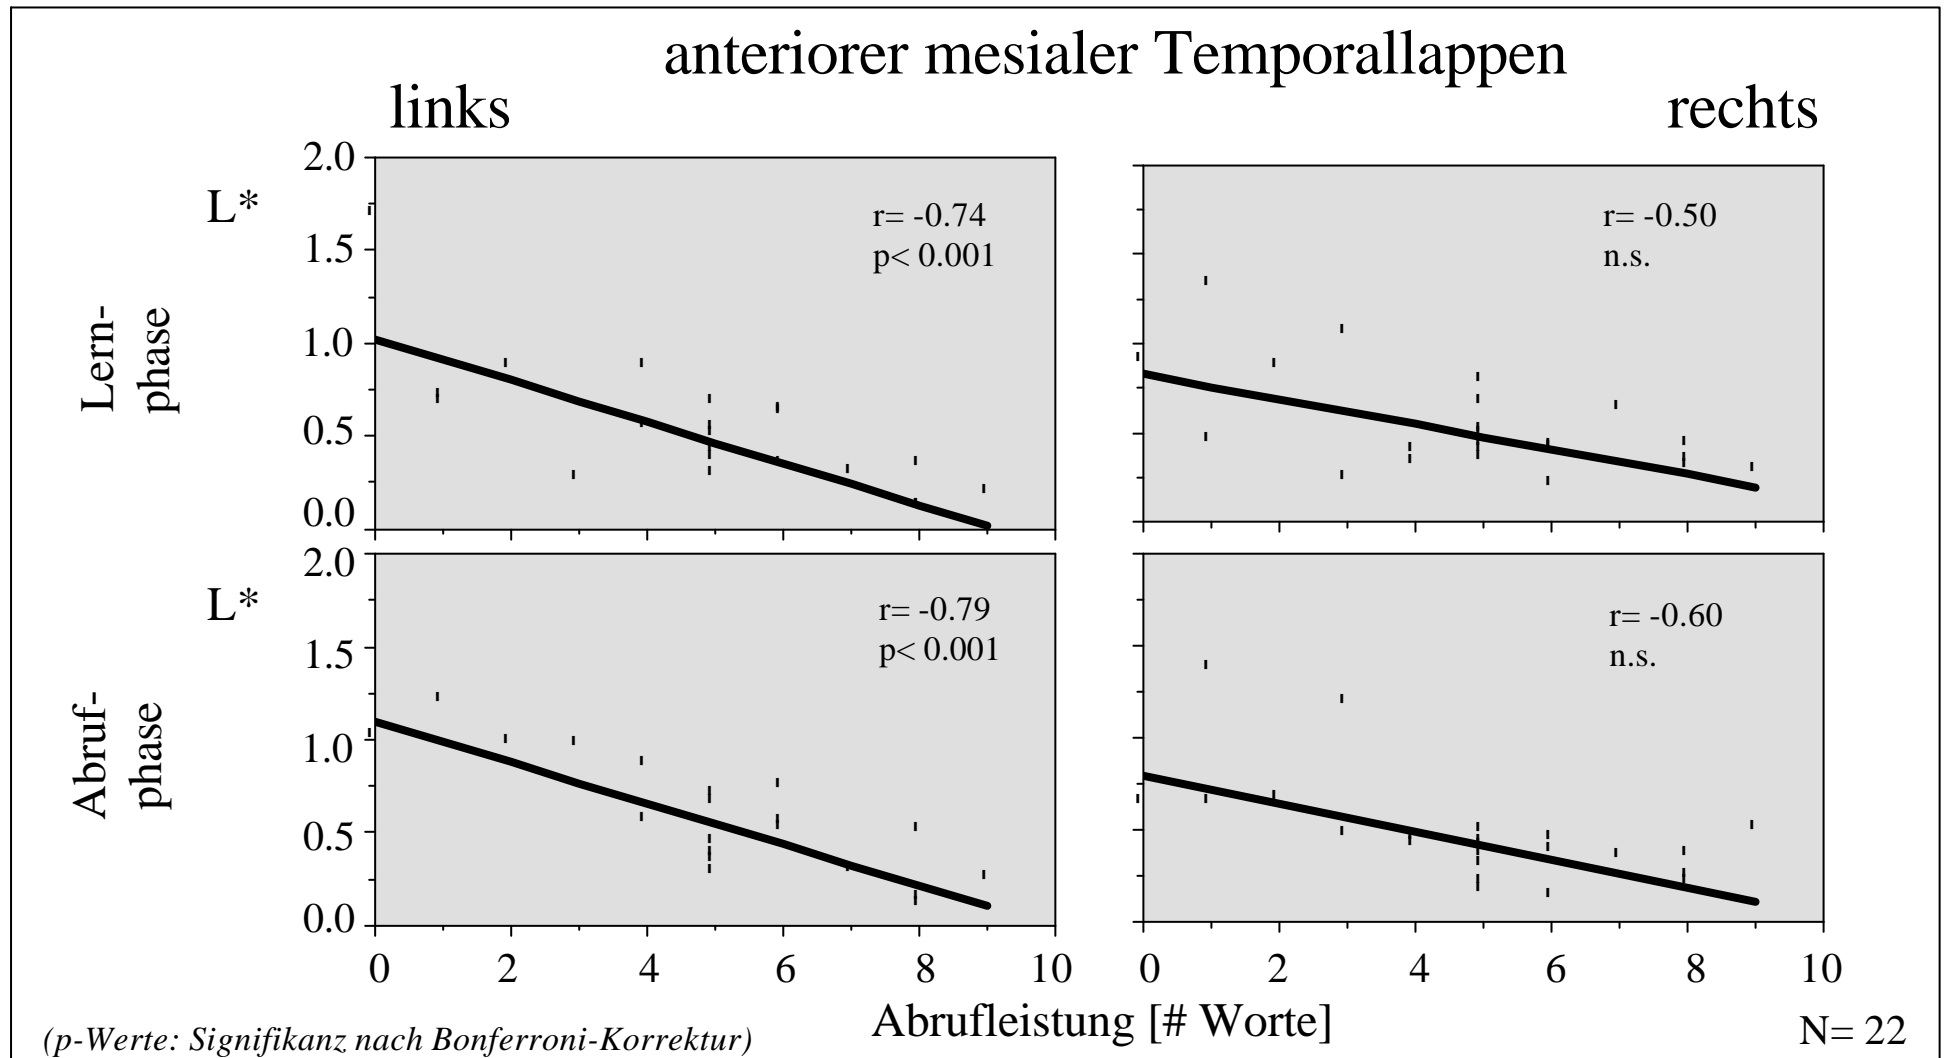 anteriorer mesialer Temporallappen
links
rechts
2.0
L*
1.5
1.0
0.5
0.0
Lern-
phase
r= -0.74
p< 0.001
r= -0.50
n.s.
2.0
L*
1.5
1.0
0.5
0.0
Abruf-
phase
r= -0.79
p< 0.001
r= -0.60
n.s.
0 2 4 6 8 10
0 2 4 6 8 10
Abrufleistung [# Worte]
(p-Werte: Signifikanz nach Bonferroni-Korrektur)
N= 22